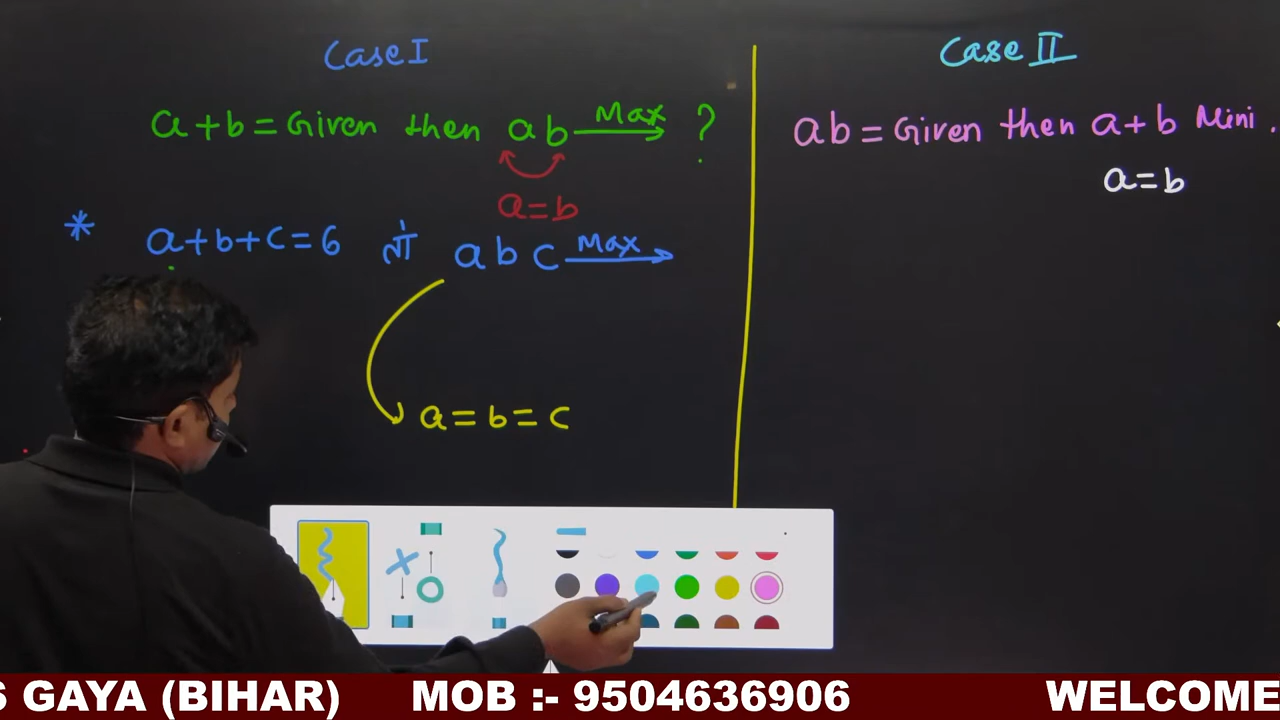 Case I
a+b = Given then ab Max ?
a=b
* a+b+c=6 तो abc Max
a=b=c
Case II
ab = Given then a+b Mini.
a=b
S GAYA (BIHAR) MOB :- 9504636906 WELCOME